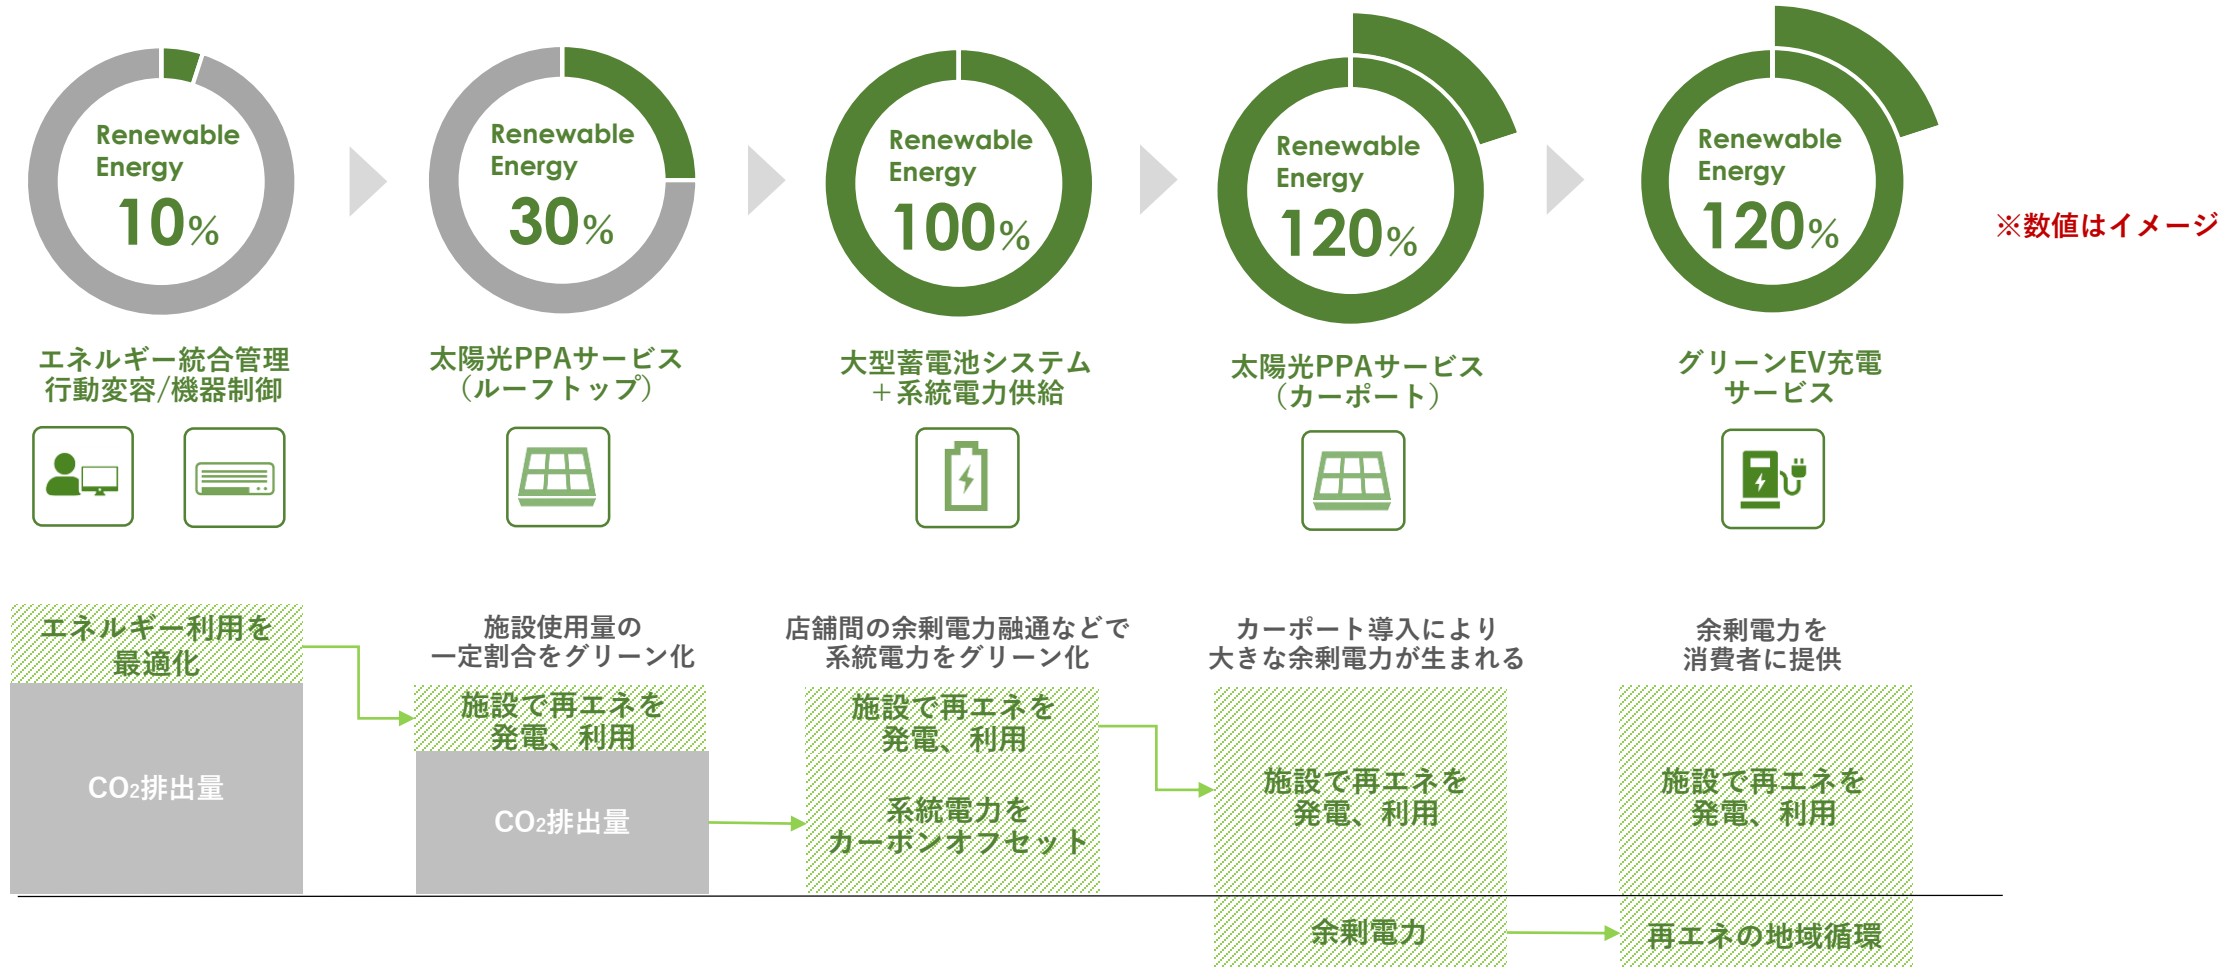 Renewable
Energy
10%
Renewable
Energy
30%
Renewable
Energy
100%
Renewable
Energy
120%
Renewable
Energy
120%
※数値はイメージ
エネルギー統合管理
行動変容/機器制御
太陽光PPAサービス
（ルーフトップ）
大型蓄電池システム
＋系統電力供給
太陽光PPAサービス
（カーポート）
グリーンEV充電
サービス
エネルギー利用を
最適化
CO2排出量
施設使用量の
一定割合をグリーン化
施設で再エネを
発電、利用
CO2排出量
店舗間の余剰電力融通などで
系統電力をグリーン化
施設で再エネを
発電、利用
系統電力を
カーボンオフセット
カーポート導入により
大きな余剰電力が生まれる
施設で再エネを
発電、利用
余剰電力
余剰電力を
消費者に提供
施設で再エネを
発電、利用
再エネの地域循環